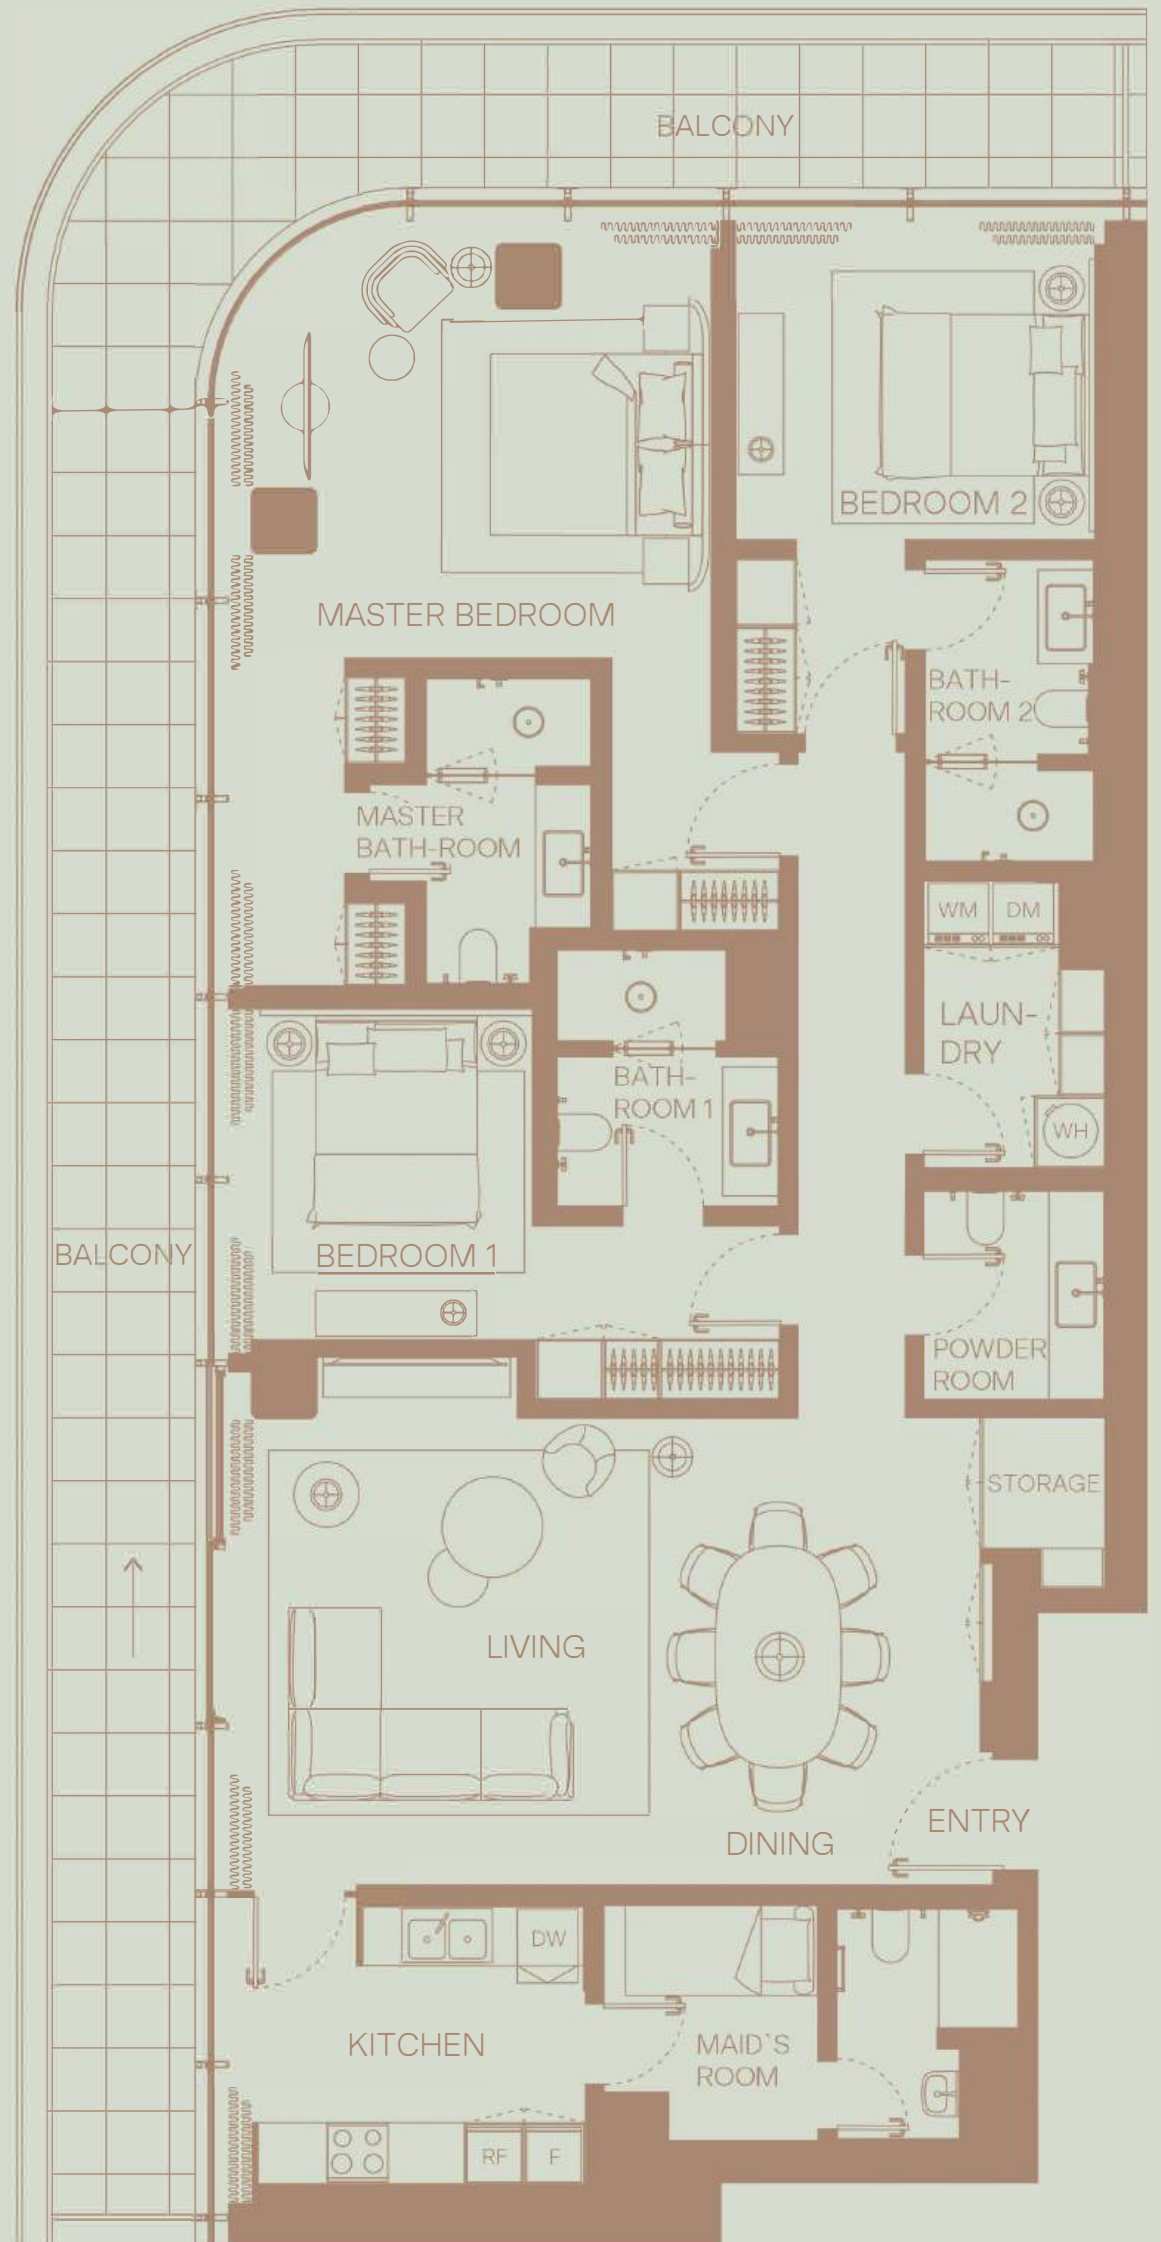 BALCONY
BEDROOM 2
MASTER BEDROOM
BATH-
ROOM 2
MASTER
BATH-ROOM
WM
DM
LAUN-
DRY
BATH-
ROOM 1
WH
BALCONY
BEDROOM 1
POWDER
ROOM
STORAGE
LIVING
ENTRY
DINING
DW
KITCHEN
MAID`S
ROOM
RF
F